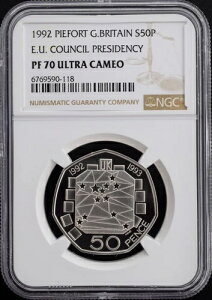 1992 PIEFORT G.BRITAIN S50P
E.U. COUNCIL PRESIDENCY
PF 70 ULTRA CAMEO
6769590-118
NUMISMATIC GUARANTY COMPANY
NGC
1992 UK 1993
50 PENCE